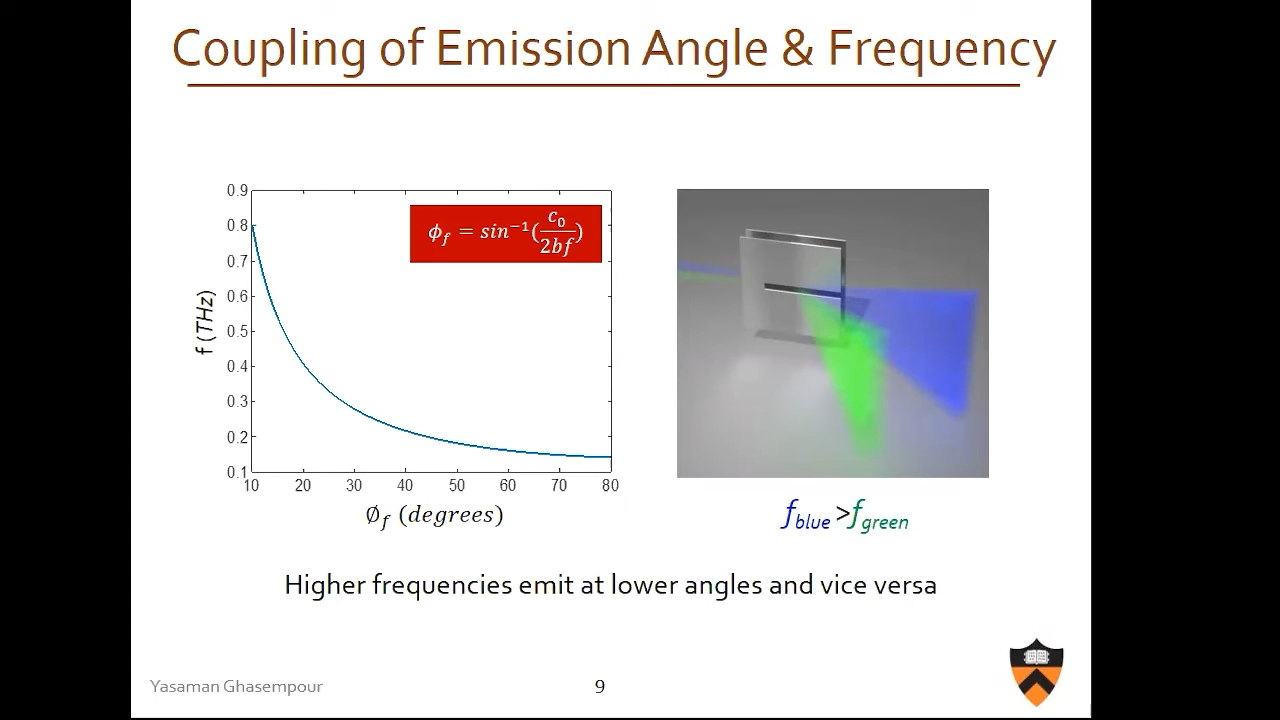 Coupling of Emission Angle & Frequency
0.9
0.8
0.7
0.6
0.5
0.4
0.3
0.2
0.1
f (THz)
10 20 30 40 50 60 70 80
∅f (degrees)
ϕf = sin⁻¹(c0/2bf)
fblue >fgreen
Higher frequencies emit at lower angles and vice versa
Yasaman Ghasempour
9